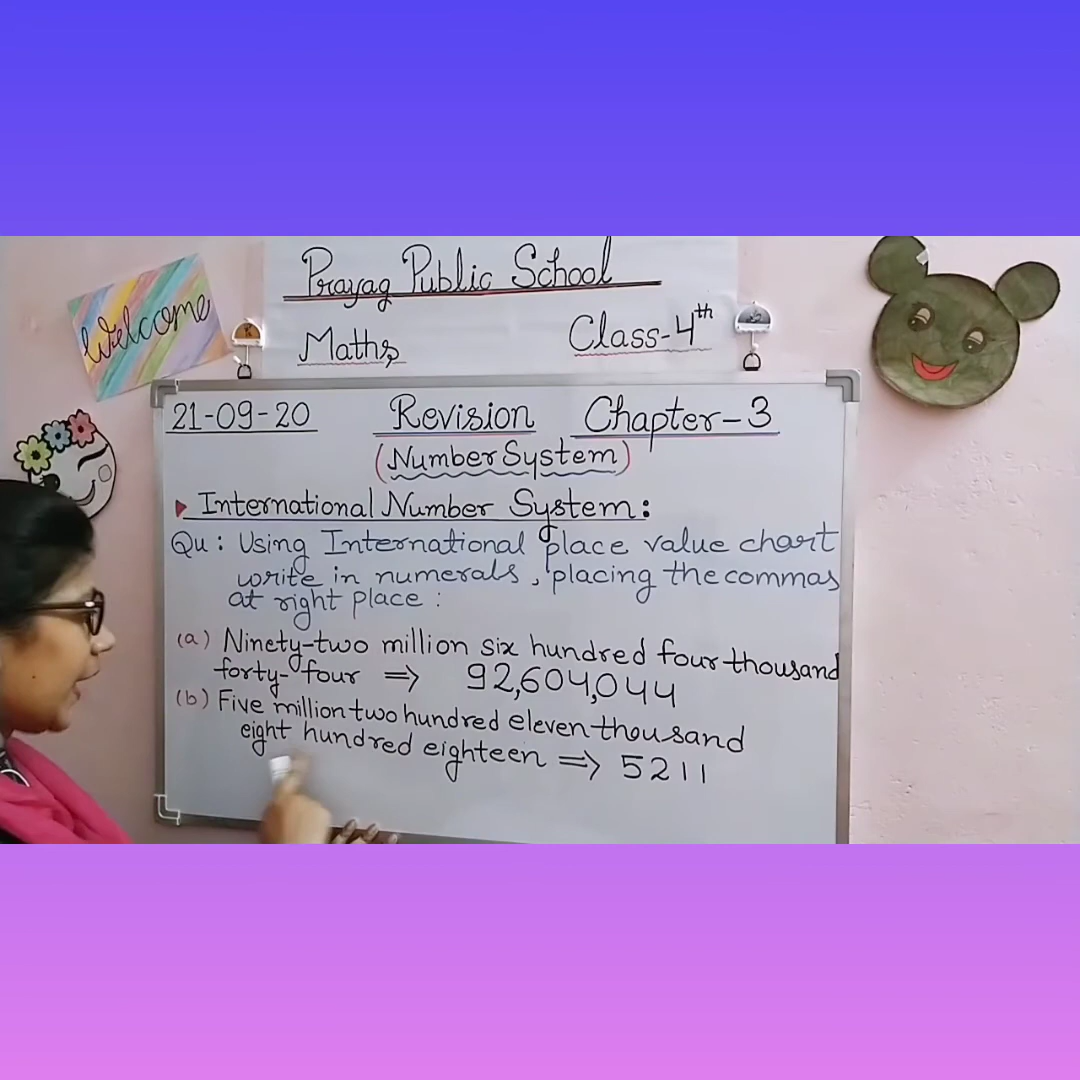 Prayag Public School
Welcome
Maths
Class-4th
21-09-20 Revision Chapter-3
(Number System)
International Number System:
Qu: Using International place value chart
write in numerals, placing the commas
at right place:
(a) Ninety-two million six hundred four thousand
forty-four ⇒ 92,604,044
(b) Five million two hundred eleven thousand
eight hundred eighteen ⇒ 5211